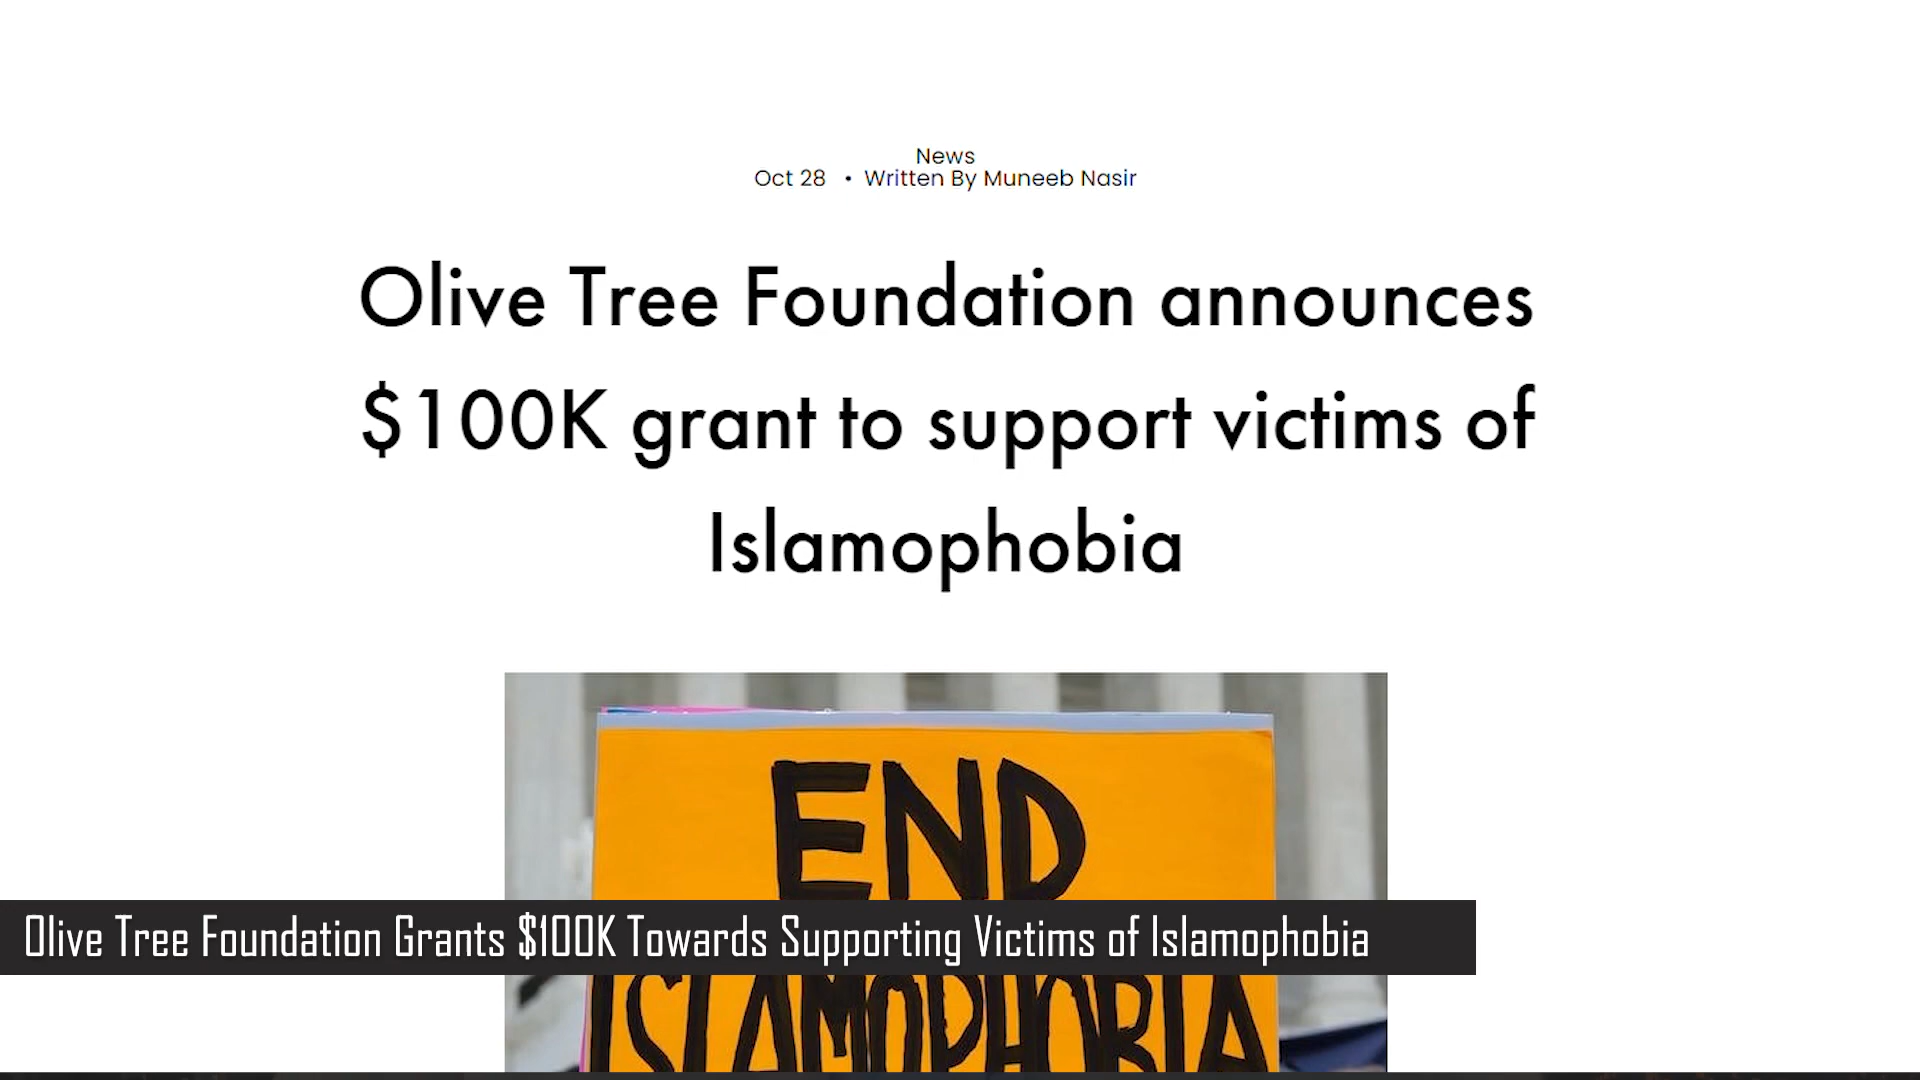 News
Oct 28 • Written By Muneeb Nasir
Olive Tree Foundation announces
$100K grant to support victims of
Islamophobia
END
Olive Tree Foundation Grants $100K Towards Supporting Victims of Islamophobia
ISLAMOPHOBIA